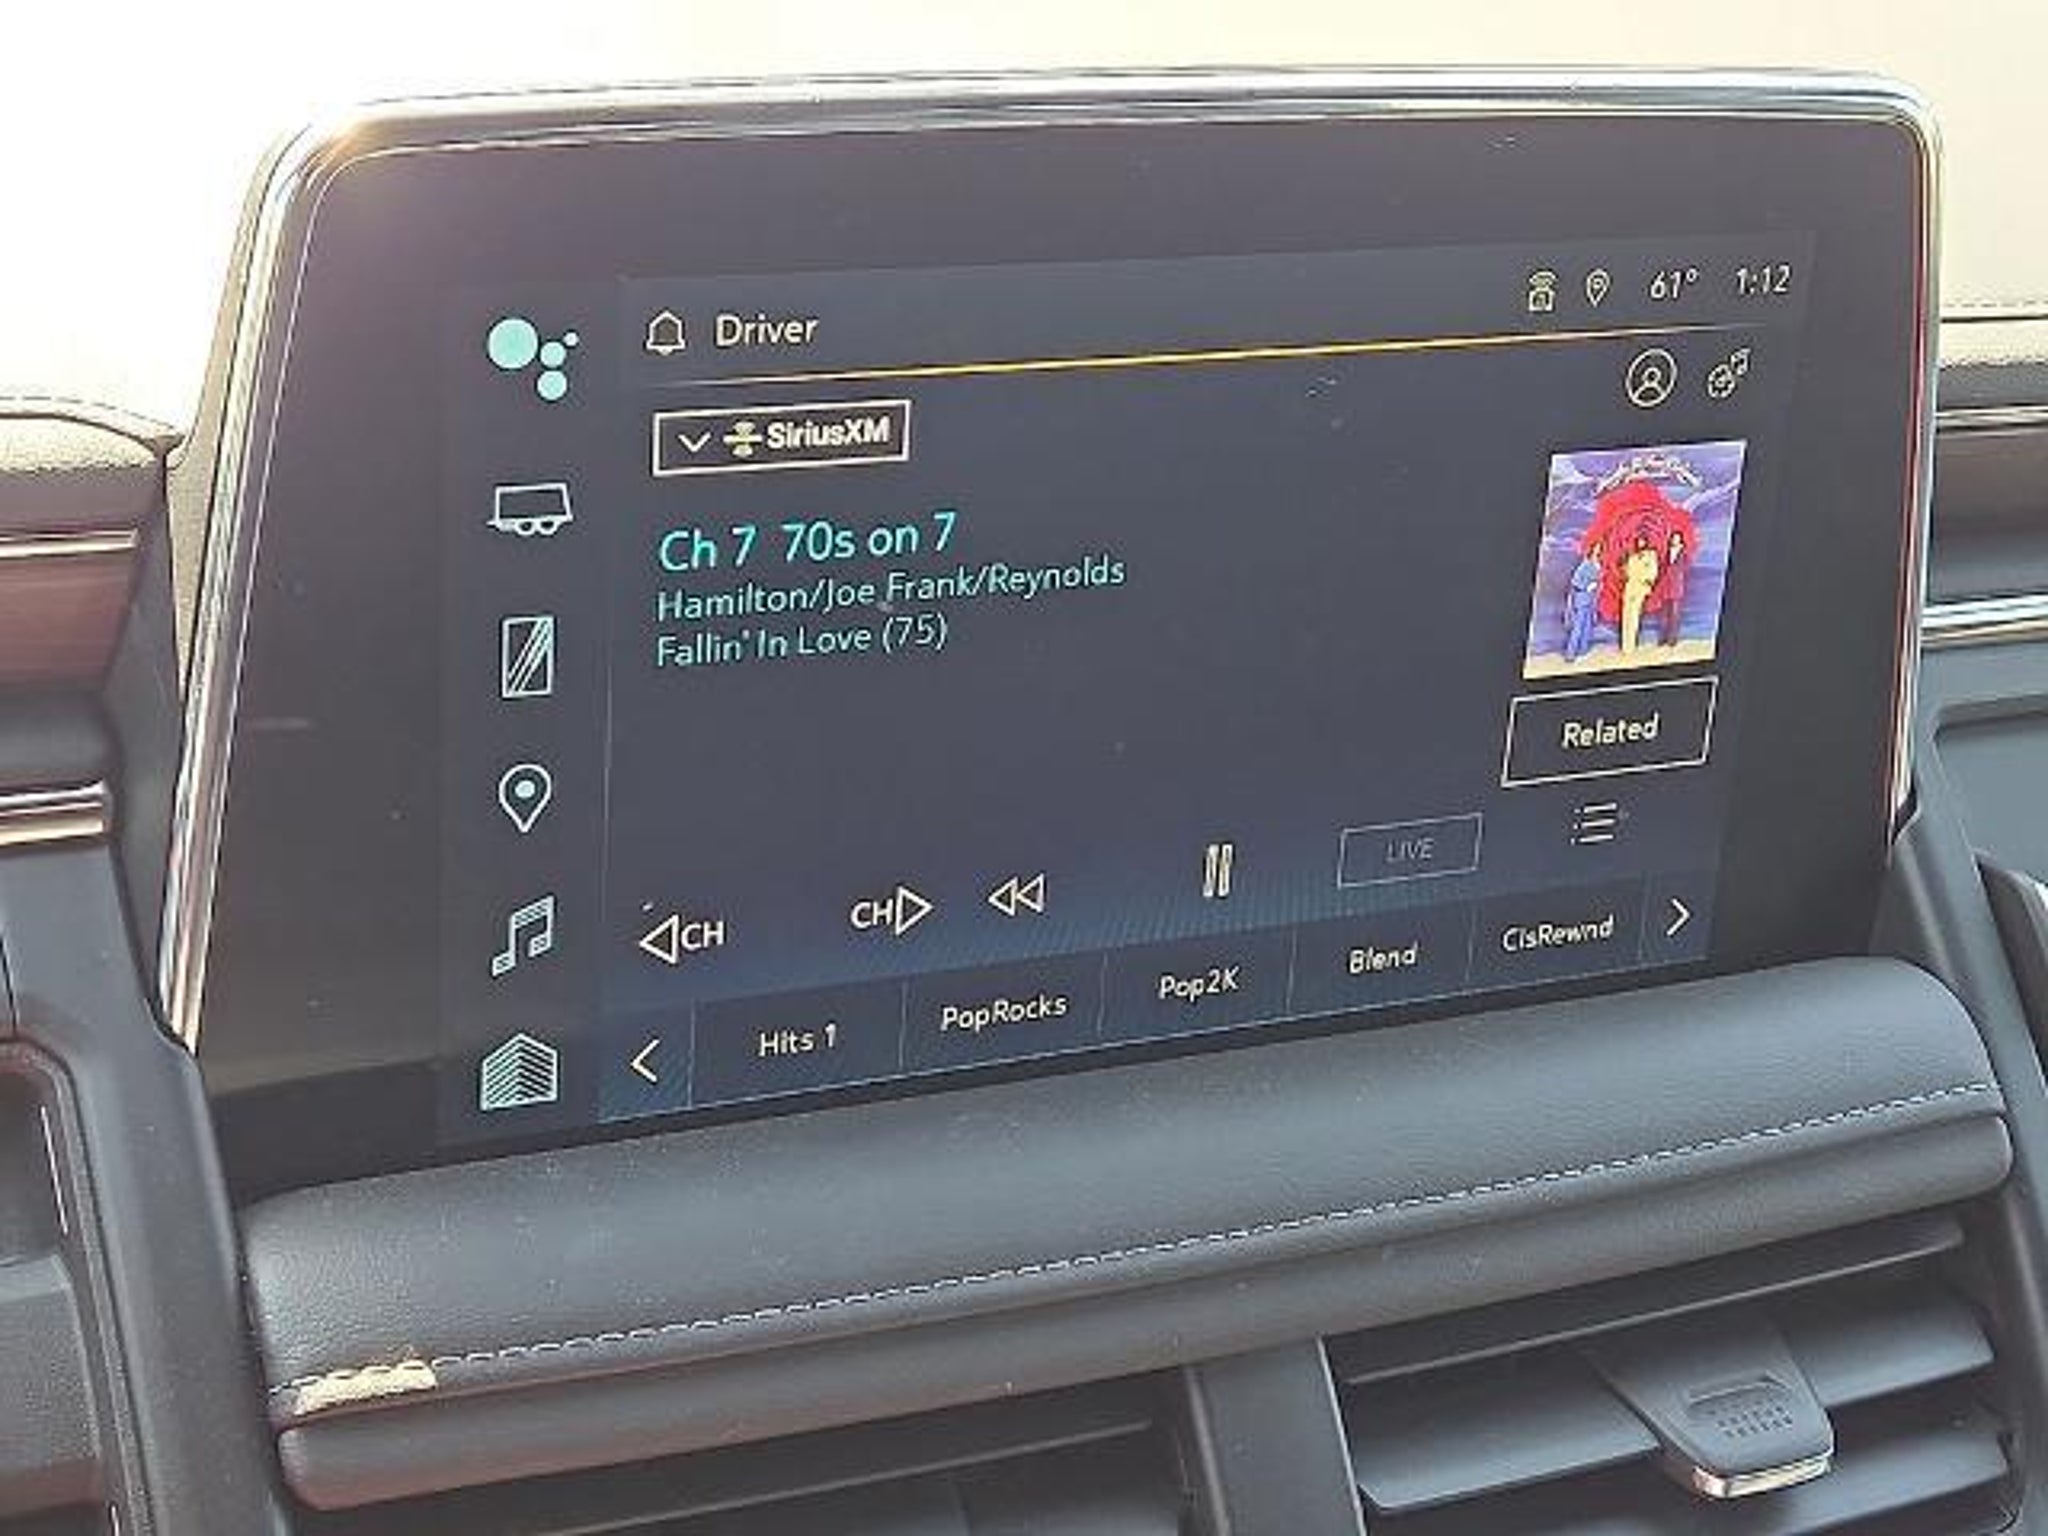 Driver
61° 1:12
SiriusXM
Ch 7 70s on 7
Hamilton/Joe Frank/Reynolds
Fallin' In Love (75)
Related
LIVE
CH CH
Hits 1 PopRocks Pop2K Blend ClsRewnd